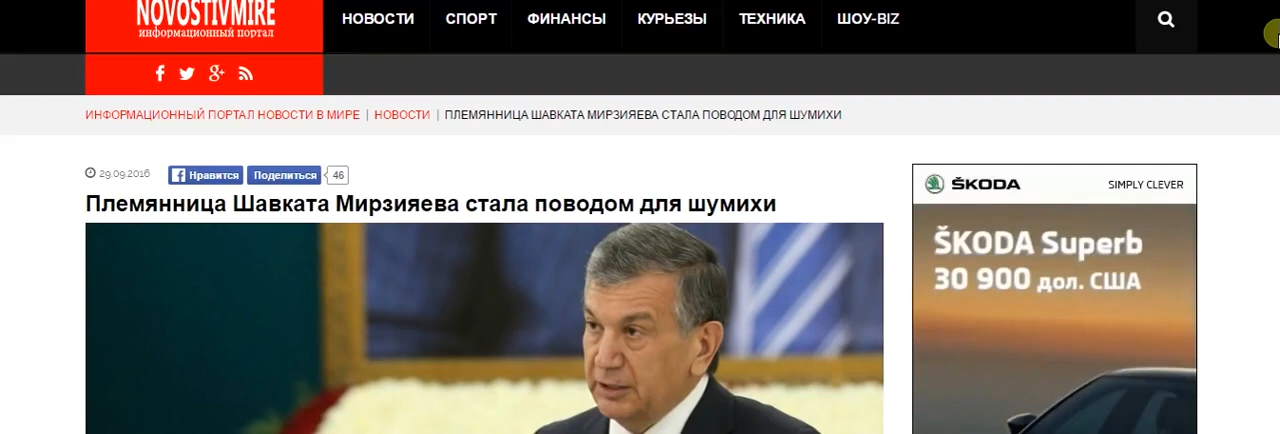 NOVOSTIVMIRE
информационный портал
НОВОСТИ СПОРТ ФИНАНСЫ КУРЬЕЗЫ ТЕХНИКА ШОУ-BIZ
ИНФОРМАЦИОННЫЙ ПОРТАЛ НОВОСТИ В МИРЕ | НОВОСТИ | ПЛЕМЯННИЦА ШАВКАТА МИРЗИЯЕВА СТАЛА ПОВОДОМ ДЛЯ ШУМИХИ
29.09.2016 Нравится Поделиться 46
Племянница Шавката Мирзияева стала поводом для шумихи
ŠKODA SIMPLY CLEVER
ŠKODA Superb
30 900 дол. США